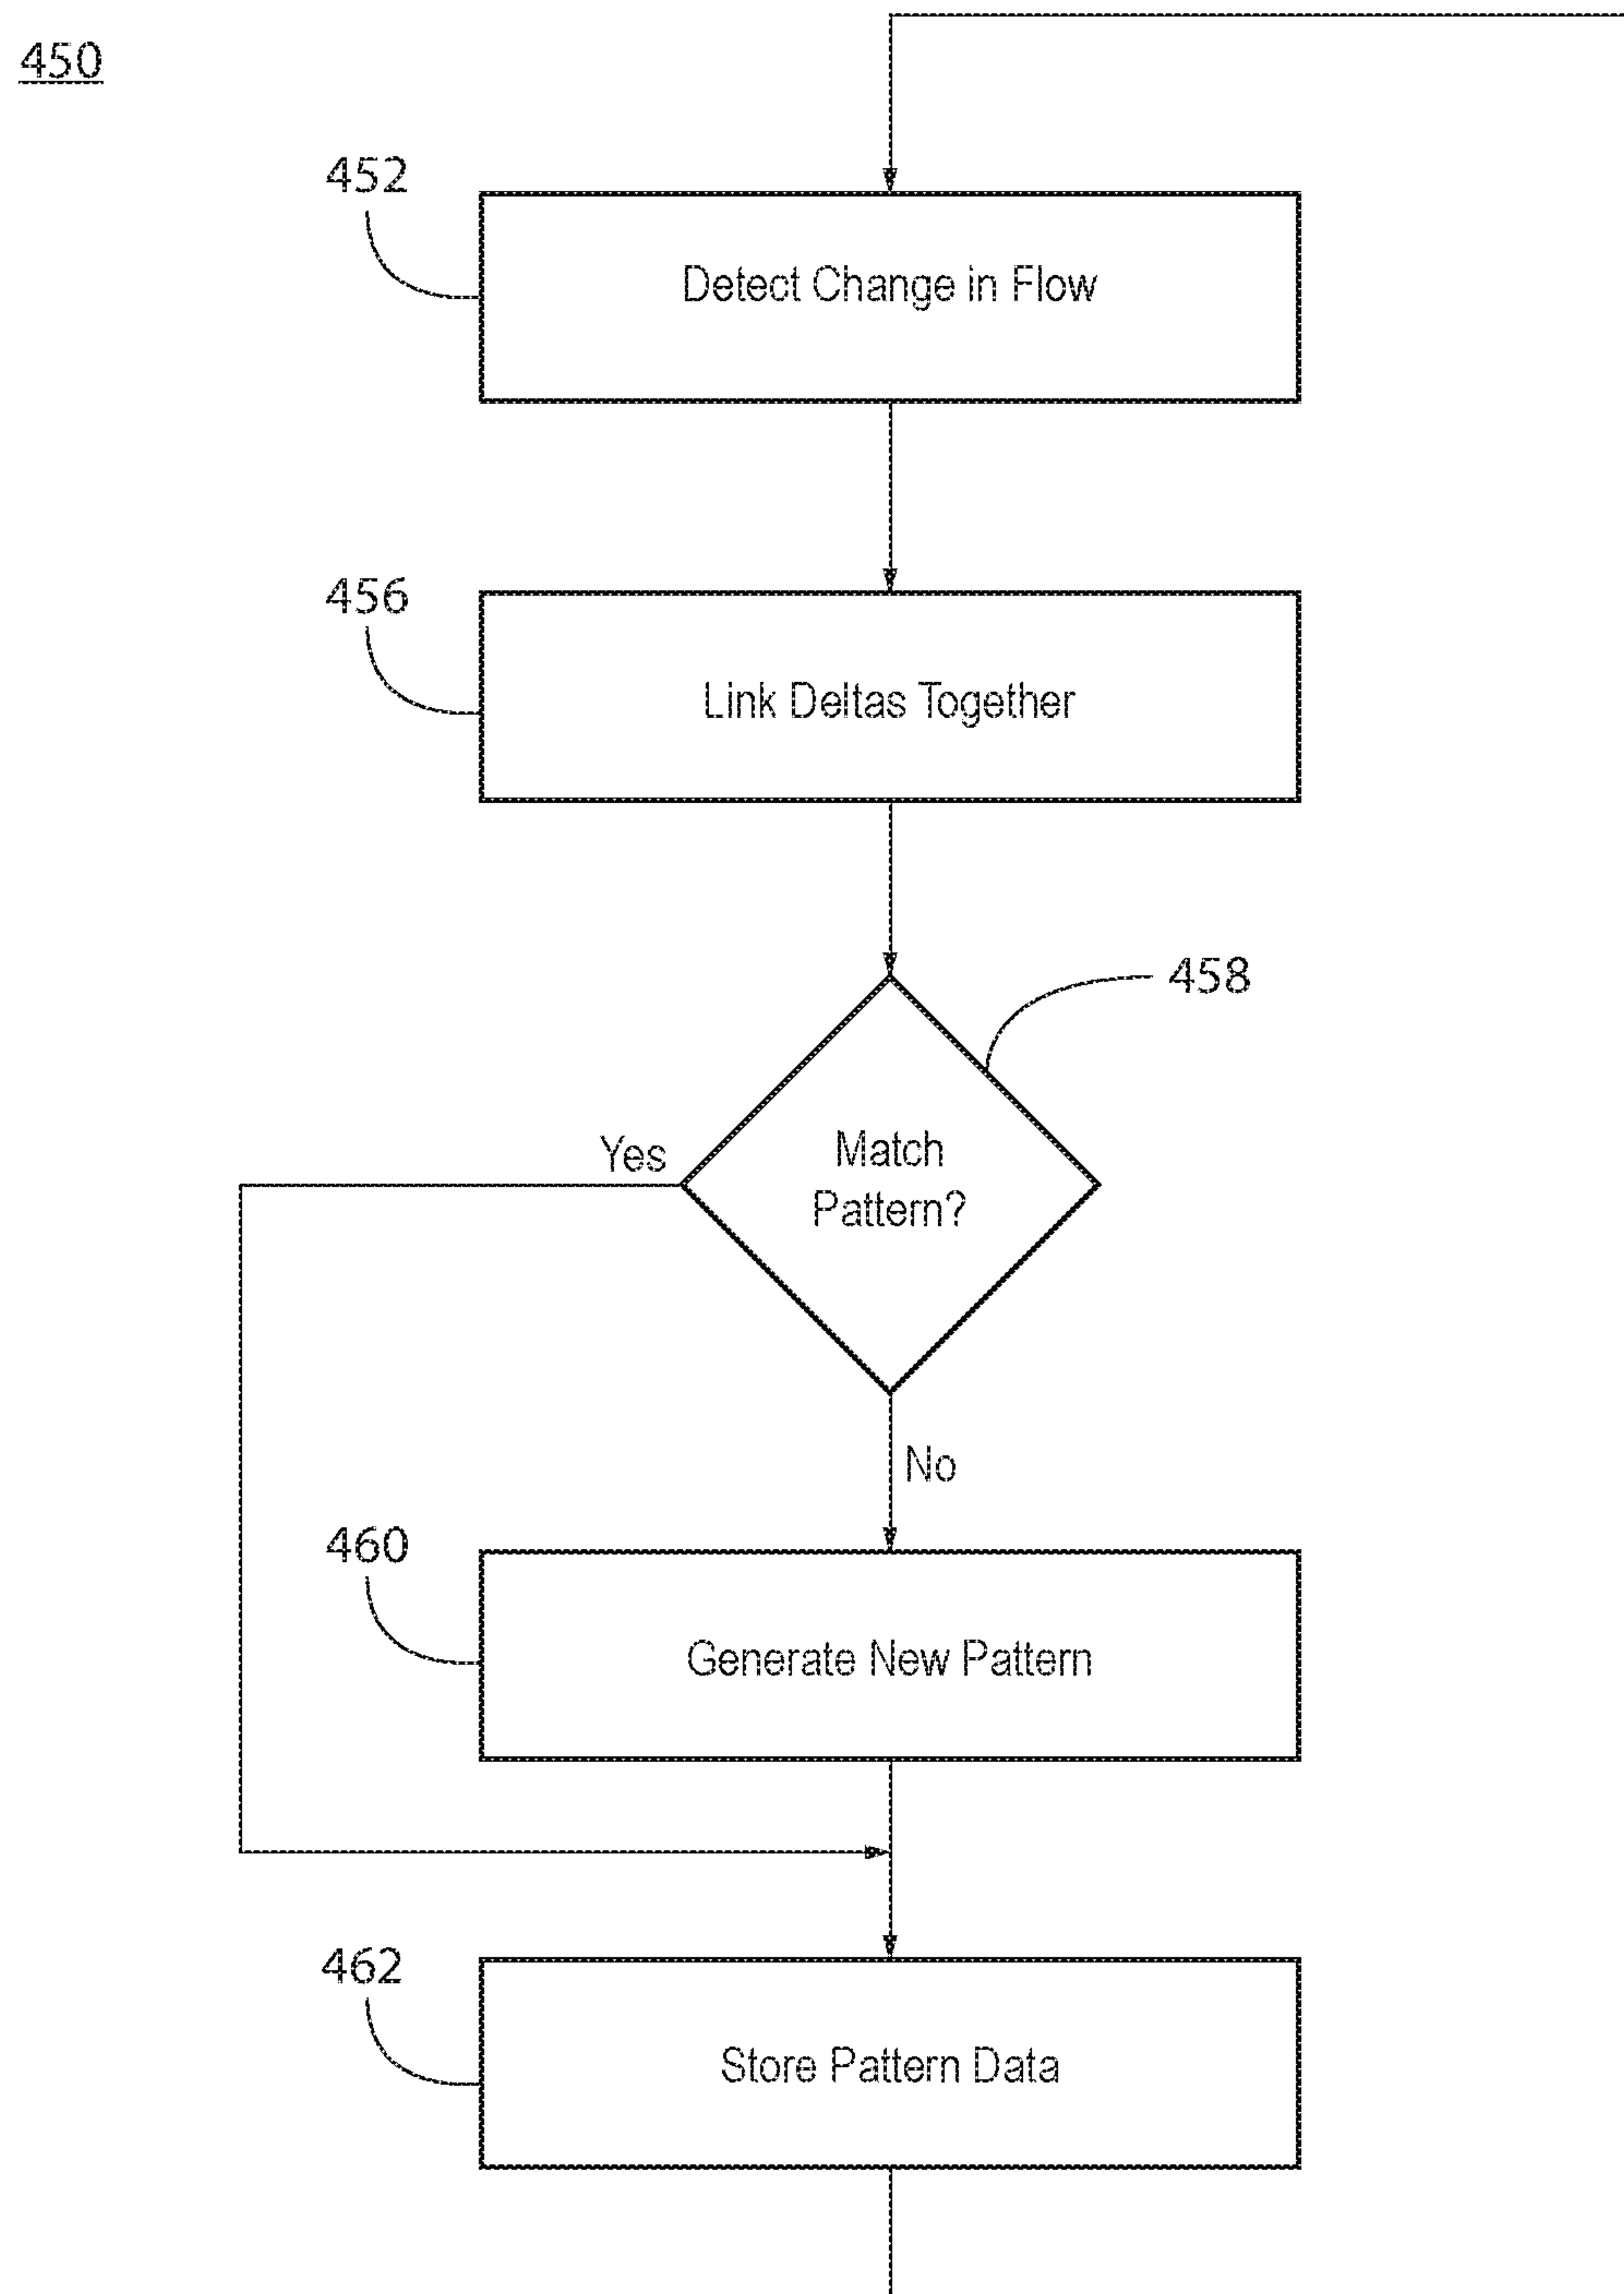 450
452
Detect Change in Flow
456
Link Deltas Together
458
Yes
Match
Pattern?
No
460
Generate New Pattern
462
Store Pattern Data